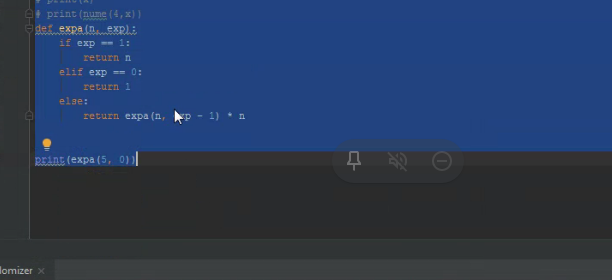 # print(x)
# print(nume(4,x))
def expa(n, exp):
    if exp == 1:
        return n
    elif exp == 0:
        return 1
    else:
        return expa(n, exp - 1) * n
print(expa(5, 0))
lomizer ×